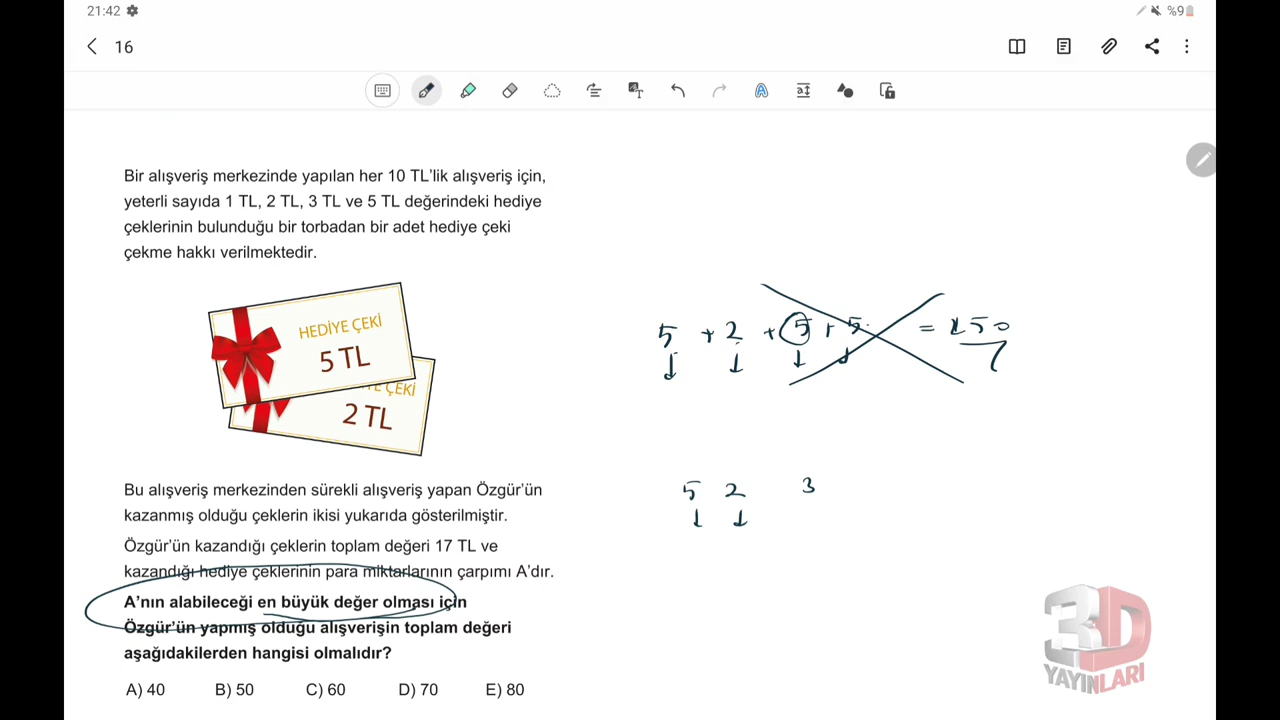 21:42
%9
16
Bir alışveriş merkezinde yapılan her 10 TL'lik alışveriş için,
yeterli sayıda 1 TL, 2 TL, 3 TL ve 5 TL değerindeki hediye
çeklerinin bulunduğu bir torbadan bir adet hediye çeki
çekme hakkı verilmektedir.
HEDİYE ÇEKİ
5 TL
ÇEKİ
2 TL
5 + 2 + 5 + 5 = 250
5 2 3
Bu alışveriş merkezinden sürekli alışveriş yapan Özgür'ün
kazanmış olduğu çeklerin ikisi yukarıda gösterilmiştir.
Özgür'ün kazandığı çeklerin toplam değeri 17 TL ve
kazandığı hediye çeklerinin para miktarlarının çarpımı A'dır.
A'nın alabileceği en büyük değer olması için
Özgür'ün yapmış olduğu alışverişin toplam değeri
aşağıdakilerden hangisi olmalıdır?
A) 40 B) 50 C) 60 D) 70 E) 80
3D
YAYINLARI